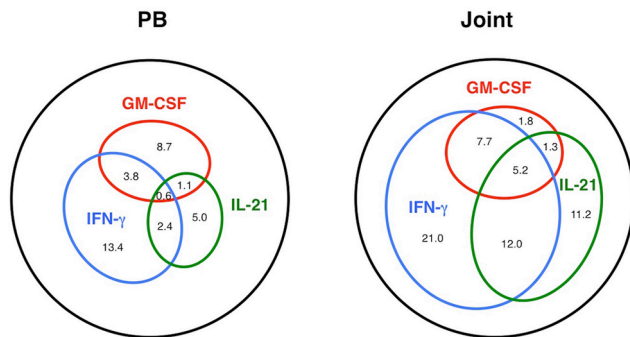 PB
GM-CSF
8.7
3.8
1.1
0.6
IFN-γ
IL-21
5.0
2.4
13.4
Joint
GM-CSF
1.8
7.7
1.3
5.2
IL-21
IFN-γ
11.2
21.0
12.0